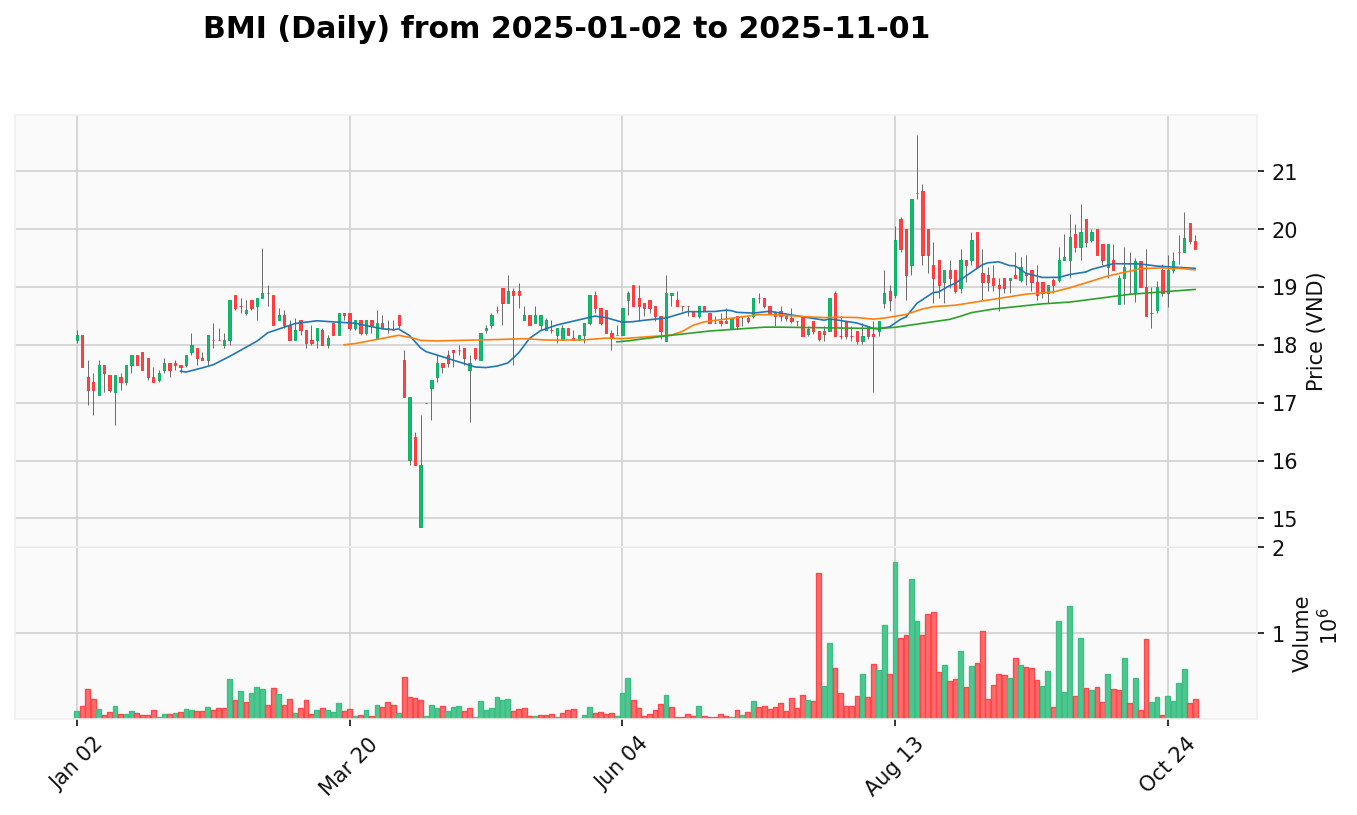 BMI (Daily) from 2025-01-02 to 2025-11-01
21
20
19
18
17
16
15
Price (VND)
2
1
Volume
10^6
Jan 02
Mar 20
Jun 04
Aug 13
Oct 24